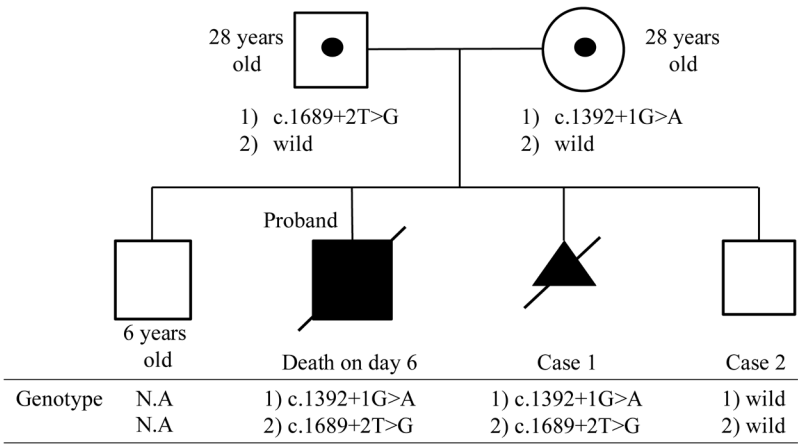 28 years
old
28 years
old
1) c.1689+2T>G
2) wild
1) c.1392+1G>A
2) wild
Proband
6 years
old
Death on day 6
Case 1
Case 2
Genotype N.A 1) c.1392+1G>A 1) c.1392+1G>A 1) wild
N.A 2) c.1689+2T>G 2) c.1689+2T>G 2) wild